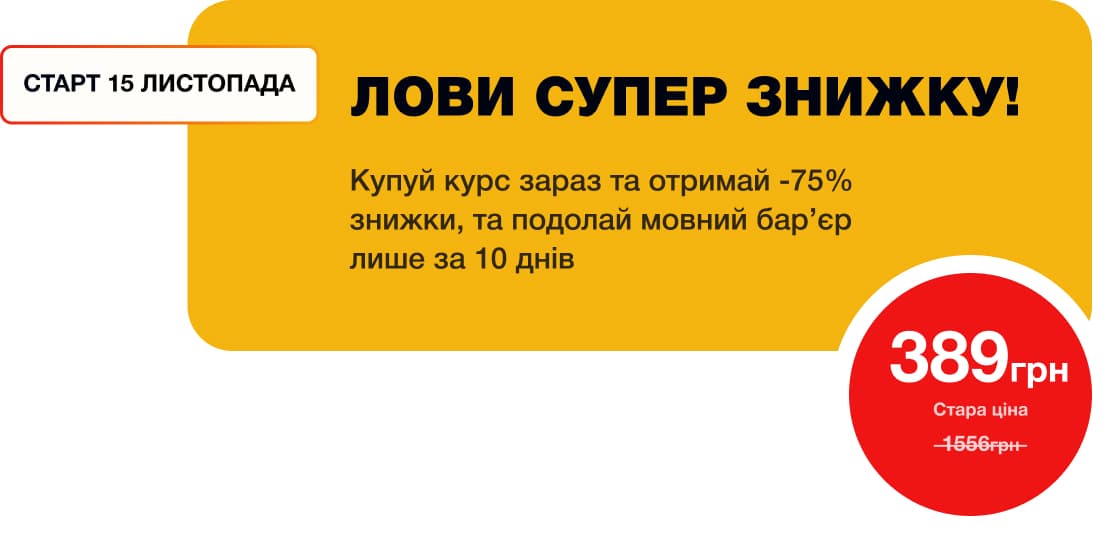 СТАРТ 15 ЛИСТОПАДА
ЛОВИ СУПЕР ЗНИЖКУ!
Купуй курс зараз та отримай -75%
знижки, та подолай мовний бар’єр
лише за 10 днів
389грн
Стара ціна
1556грн